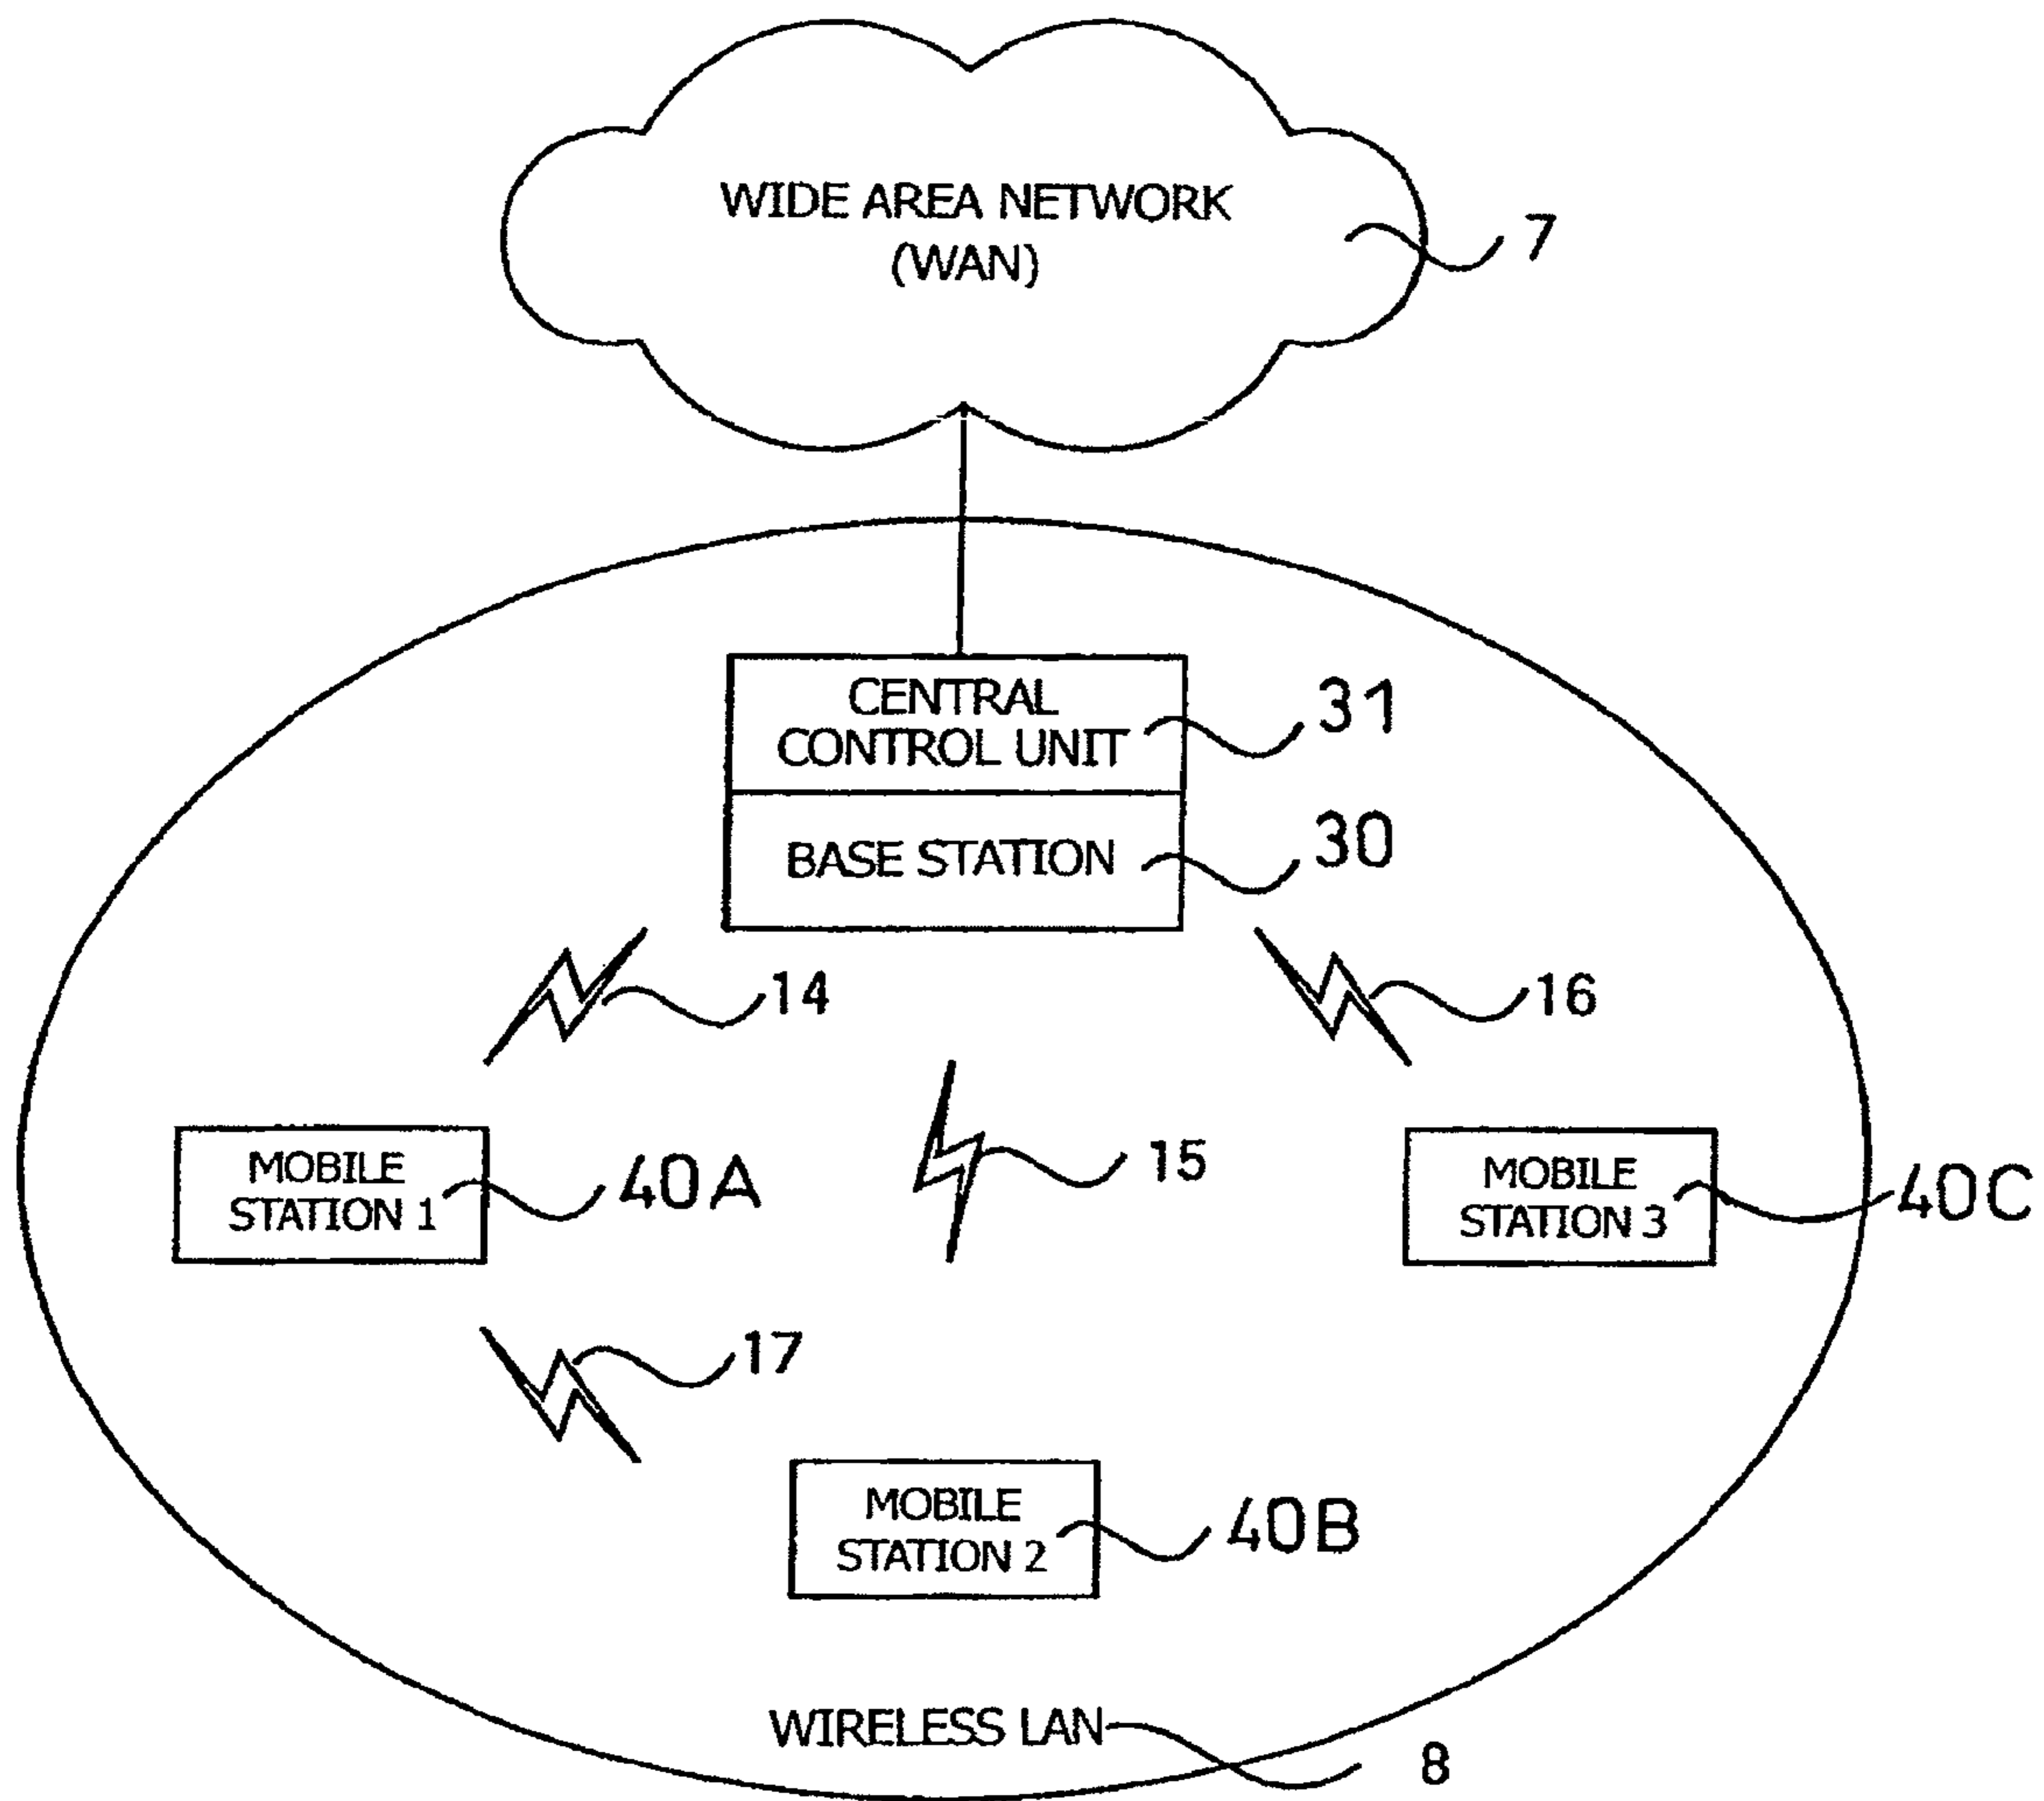 WIDE AREA NETWORK
(WAN)
7
CENTRAL
CONTROL UNIT
31
BASE STATION
30
14
16
15
MOBILE
STATION 1
40A
MOBILE
STATION 3
40C
17
MOBILE
STATION 2
40B
WIRELESS LAN
8